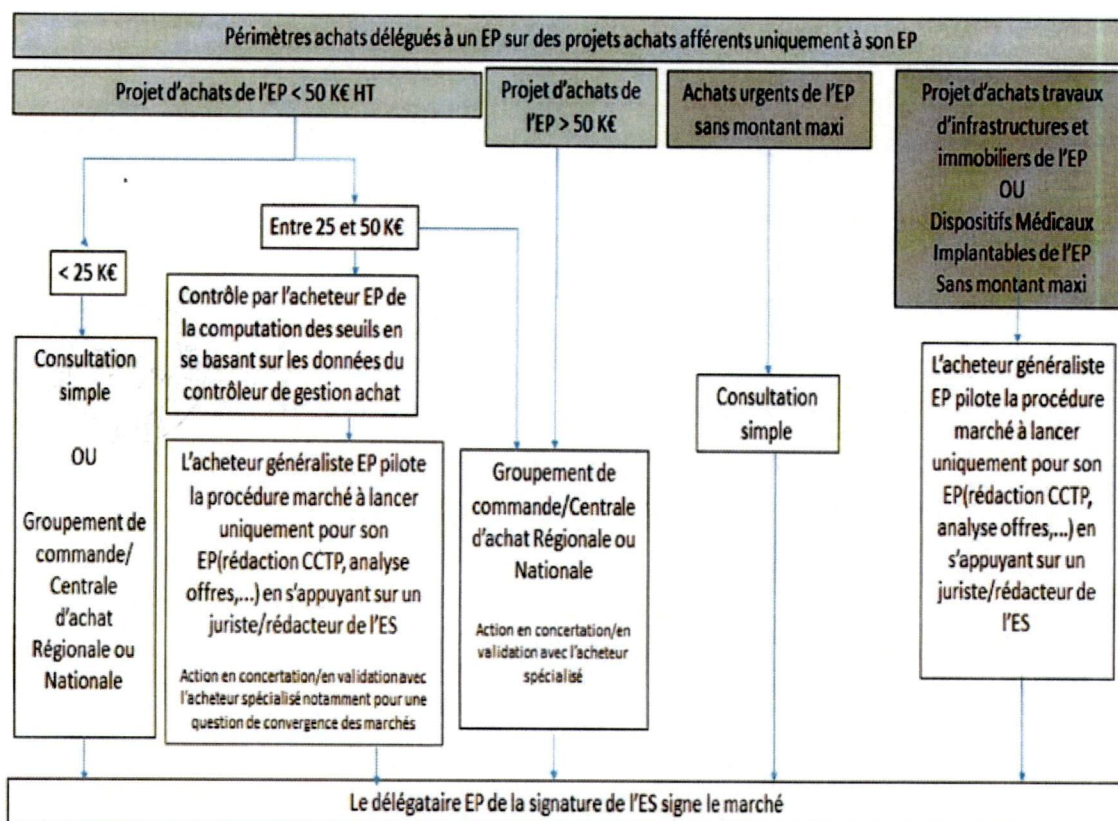 Périmètres achats délégués à un EP sur des projets achats afférents uniquement à son EP
Projet d'achats de l'EP < 50 K€ HT
Projet d'achats de
l'EP > 50 K€
Achats urgents de l'EP
sans montant maxi
Projet d'achats travaux
d'infrastructures et
immobiliers de l'EP
OU
Dispositifs Médicaux
Implantables de l'EP
Sans montant maxi
< 25 K€
Entre 25 et 50 K€
Consultation
simple
OU
Groupement de
commande/
Centrale
d'achat
Régionale ou
Nationale
Contrôle par l'acheteur EP de
la computation des seuils en
se basant sur les données du
contrôleur de gestion achat
L'acheteur généraliste EP pilote
la procédure marché à lancer
uniquement pour son
EP(rédaction CCTP, analyse
offres,...) en s'appuyant sur un
juriste/rédacteur de l'ES
Action en concertation/en validation avec
l'acheteur spécialisé notamment pour une
question de convergence des marchés
Groupement de
commande/Centrale
d'achat Régionale ou
Nationale
Action en concertation/en
validation avec l'acheteur
spécialisé
Consultation
simple
L'acheteur généraliste
EP pilote la procédure
marché à lancer
uniquement pour son
EP(rédaction CCTP,
analyse offres,...) en
s'appuyant sur un
juriste/rédacteur de
l'ES
Le délégataire EP de la signature de l'ES signe le marché